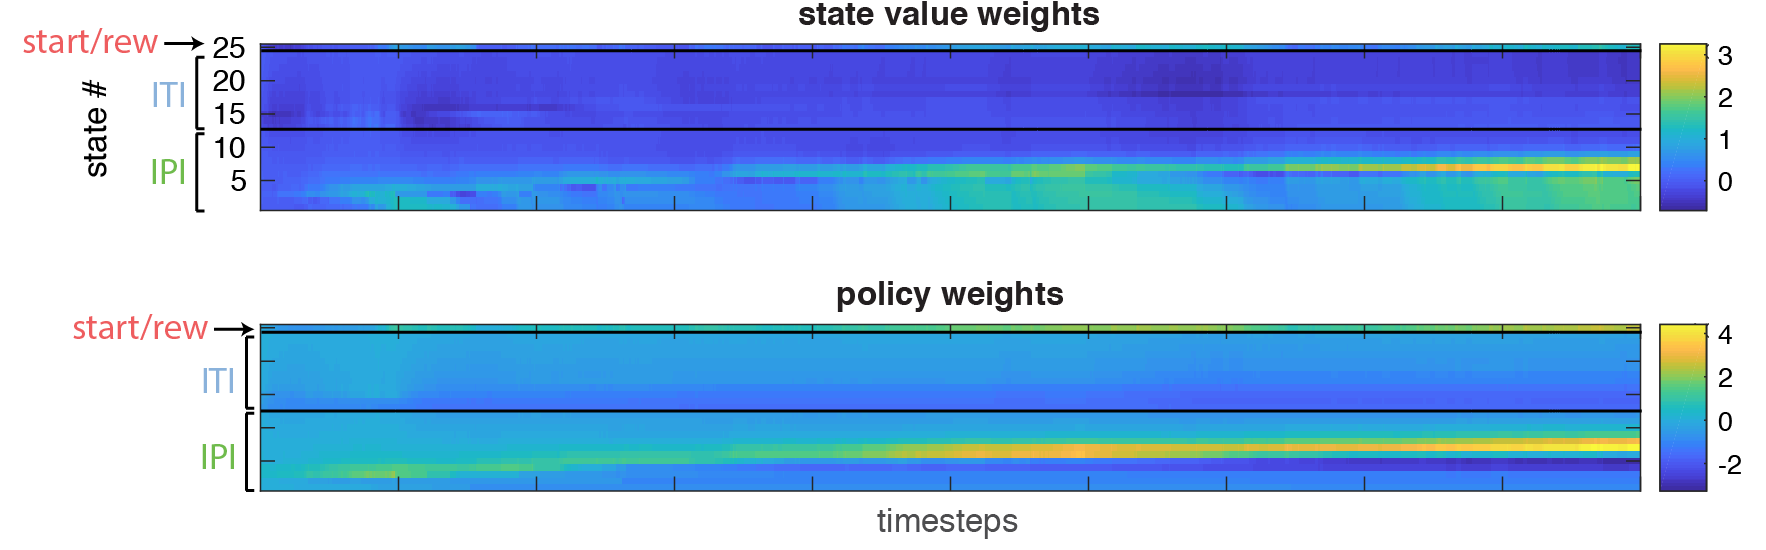 state value weights
start/rew
25
20
15
10
5
ITI
IPI
state #
3
2
1
0
policy weights
start/rew
ITI
IPI
4
2
0
-2
timesteps